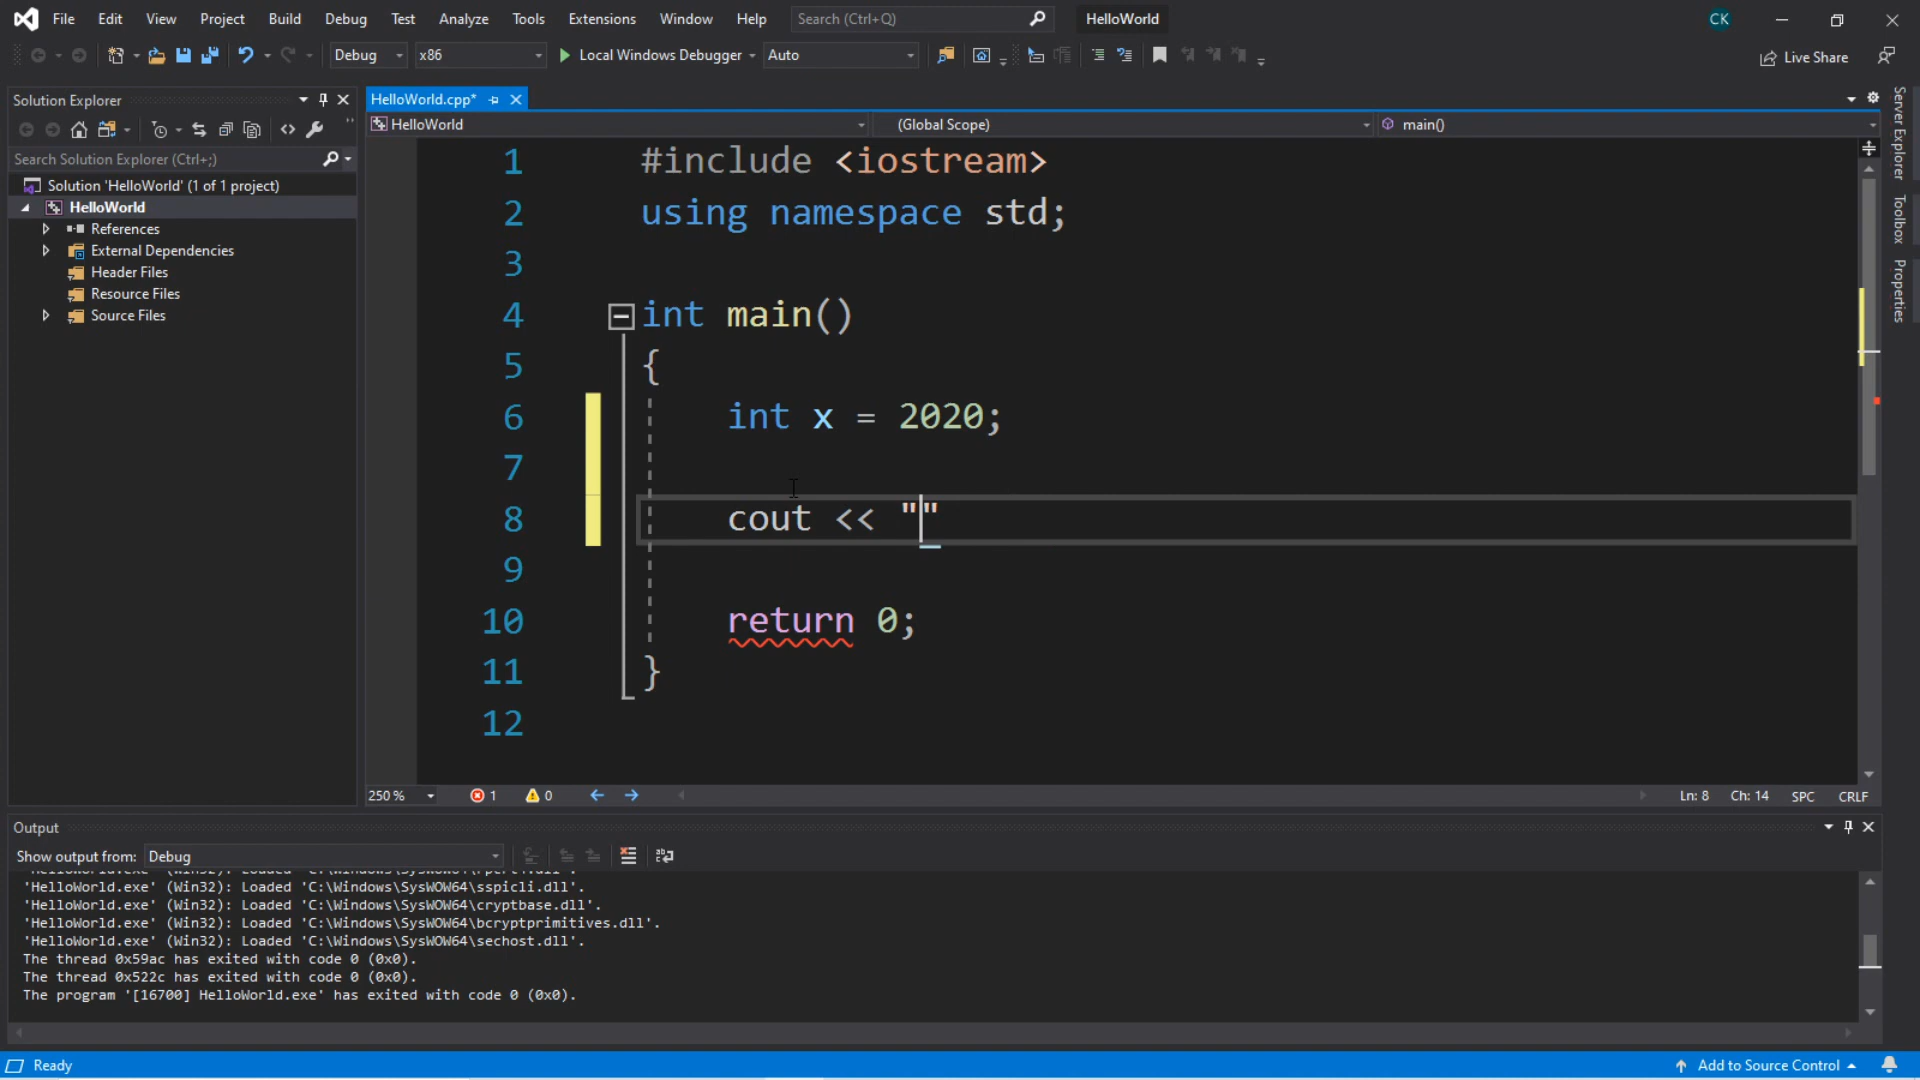 File Edit View Project Build Debug Test Analyze Tools Extensions Window Help Search (Ctrl+Q) HelloWorld CK
Debug x86 Local Windows Debugger Auto Live Share
Solution Explorer
Search Solution Explorer (Ctrl+;)
Solution 'HelloWorld' (1 of 1 project)
HelloWorld
References
External Dependencies
Header Files
Resource Files
Source Files
HelloWorld.cpp*
HelloWorld (Global Scope) main()
1 #include <iostream>
2 using namespace std;
3
4 int main()
5 {
6 int x = 2020;
7
8 cout << ""
9
10 return 0;
11 }
12
250 % 1 0 Ln: 8 Ch: 14 SPC CRLF
Server Explorer
Toolbox
Properties
Output
Show output from: Debug
'HelloWorld.exe' (Win32): Loaded 'C:\Windows\SysWOW64\sspicli.dll'.
'HelloWorld.exe' (Win32): Loaded 'C:\Windows\SysWOW64\cryptbase.dll'.
'HelloWorld.exe' (Win32): Loaded 'C:\Windows\SysWOW64\bcryptprimitives.dll'.
'HelloWorld.exe' (Win32): Loaded 'C:\Windows\SysWOW64\sechost.dll'.
The thread 0x59ac has exited with code 0 (0x0).
The thread 0x522c has exited with code 0 (0x0).
The program '[16700] HelloWorld.exe' has exited with code 0 (0x0).
Ready Add to Source Control